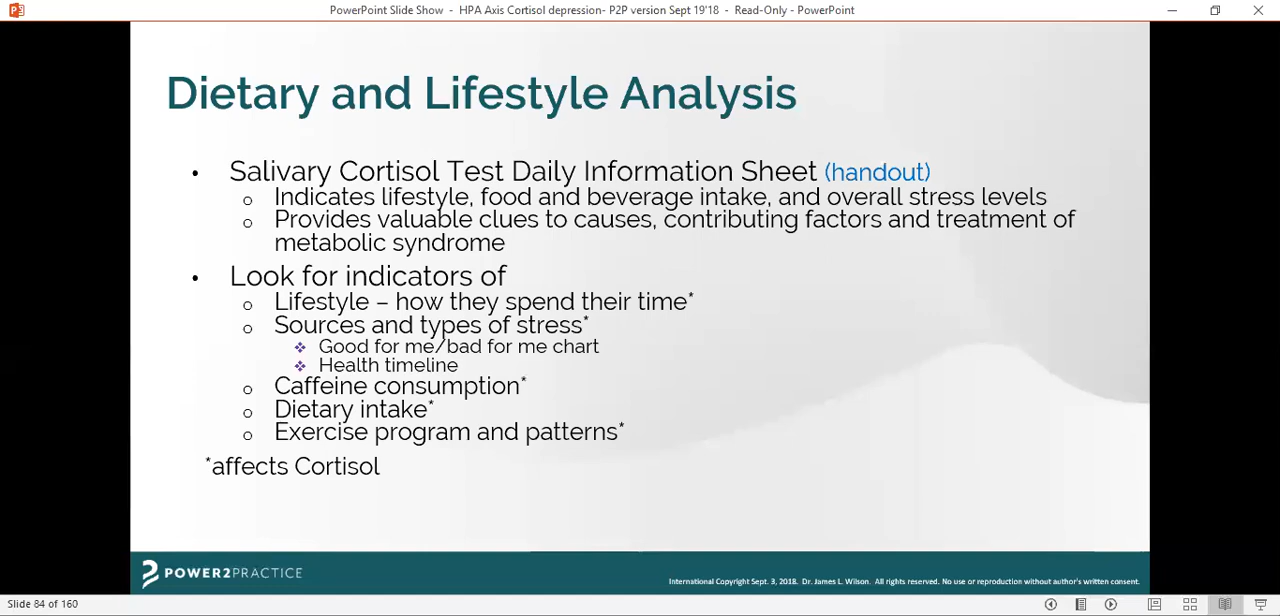 PowerPoint Slide Show - HPA Axis Cortisol depression- P2P version Sept 19'18 - Read-Only - PowerPoint
Dietary and Lifestyle Analysis
• Salivary Cortisol Test Daily Information Sheet (handout)
o Indicates lifestyle, food and beverage intake, and overall stress levels
o Provides valuable clues to causes, contributing factors and treatment of
metabolic syndrome
• Look for indicators of
o Lifestyle – how they spend their time*
o Sources and types of stress*
❖ Good for me/bad for me chart
❖ Health timeline
o Caffeine consumption*
o Dietary intake*
o Exercise program and patterns*
*affects Cortisol
POWER2PRACTICE
International Copyright Sept. 3, 2018. Dr. James L. Wilson. All rights reserved. No use or reproduction without author's written consent.
Slide 84 of 160